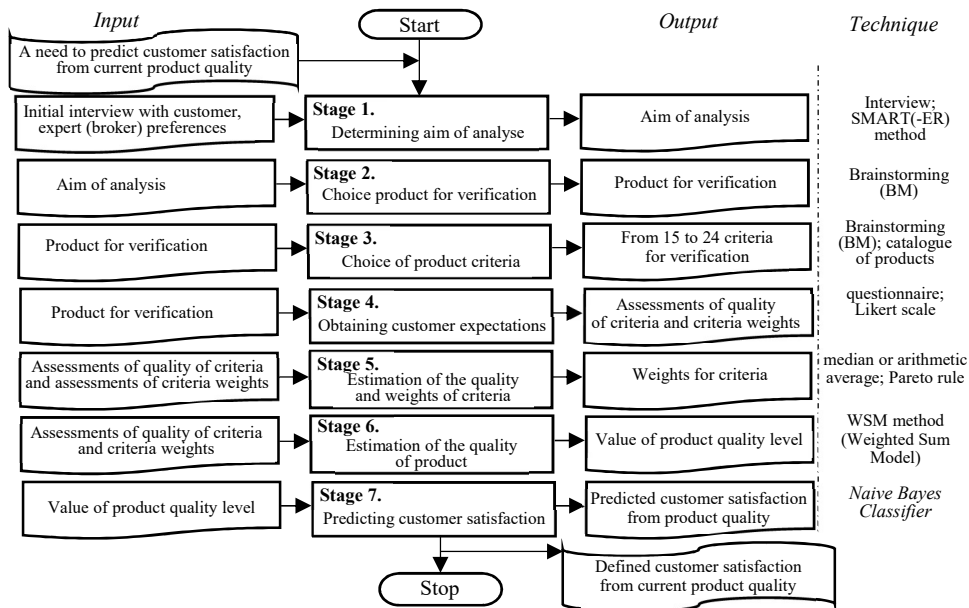 Input
Start
Output
Technique
A need to predict customer satisfaction
from current product quality
Initial interview with customer,
expert (broker) preferences
Stage 1.
Determining aim of analyse
Aim of analysis
Interview;
SMART(-ER)
method
Aim of analysis
Stage 2.
Choice product for verification
Product for verification
Brainstorming
(BM)
Product for verification
Stage 3.
Choice of product criteria
From 15 to 24 criteria
for verification
Brainstorming
(BM); catalogue
of products
Product for verification
Stage 4.
Obtaining customer expectations
Assessments of quality
of criteria and criteria weights
questionnaire;
Likert scale
Assessments of quality of criteria
and assessments of criteria weights
Stage 5.
Estimation of the quality
and weights of criteria
Weights for criteria
median or arithmetic
average; Pareto rule
Assessments of quality of criteria
and criteria weights
Stage 6.
Estimation of the quality
of product
Value of product quality level
WSM method
(Weighted Sum
Model)
Value of product quality level
Stage 7.
Predicting customer satisfaction
Predicted customer satisfaction
from product quality
Naive Bayes
Classifier
Stop
Defined customer satisfaction
from current product quality